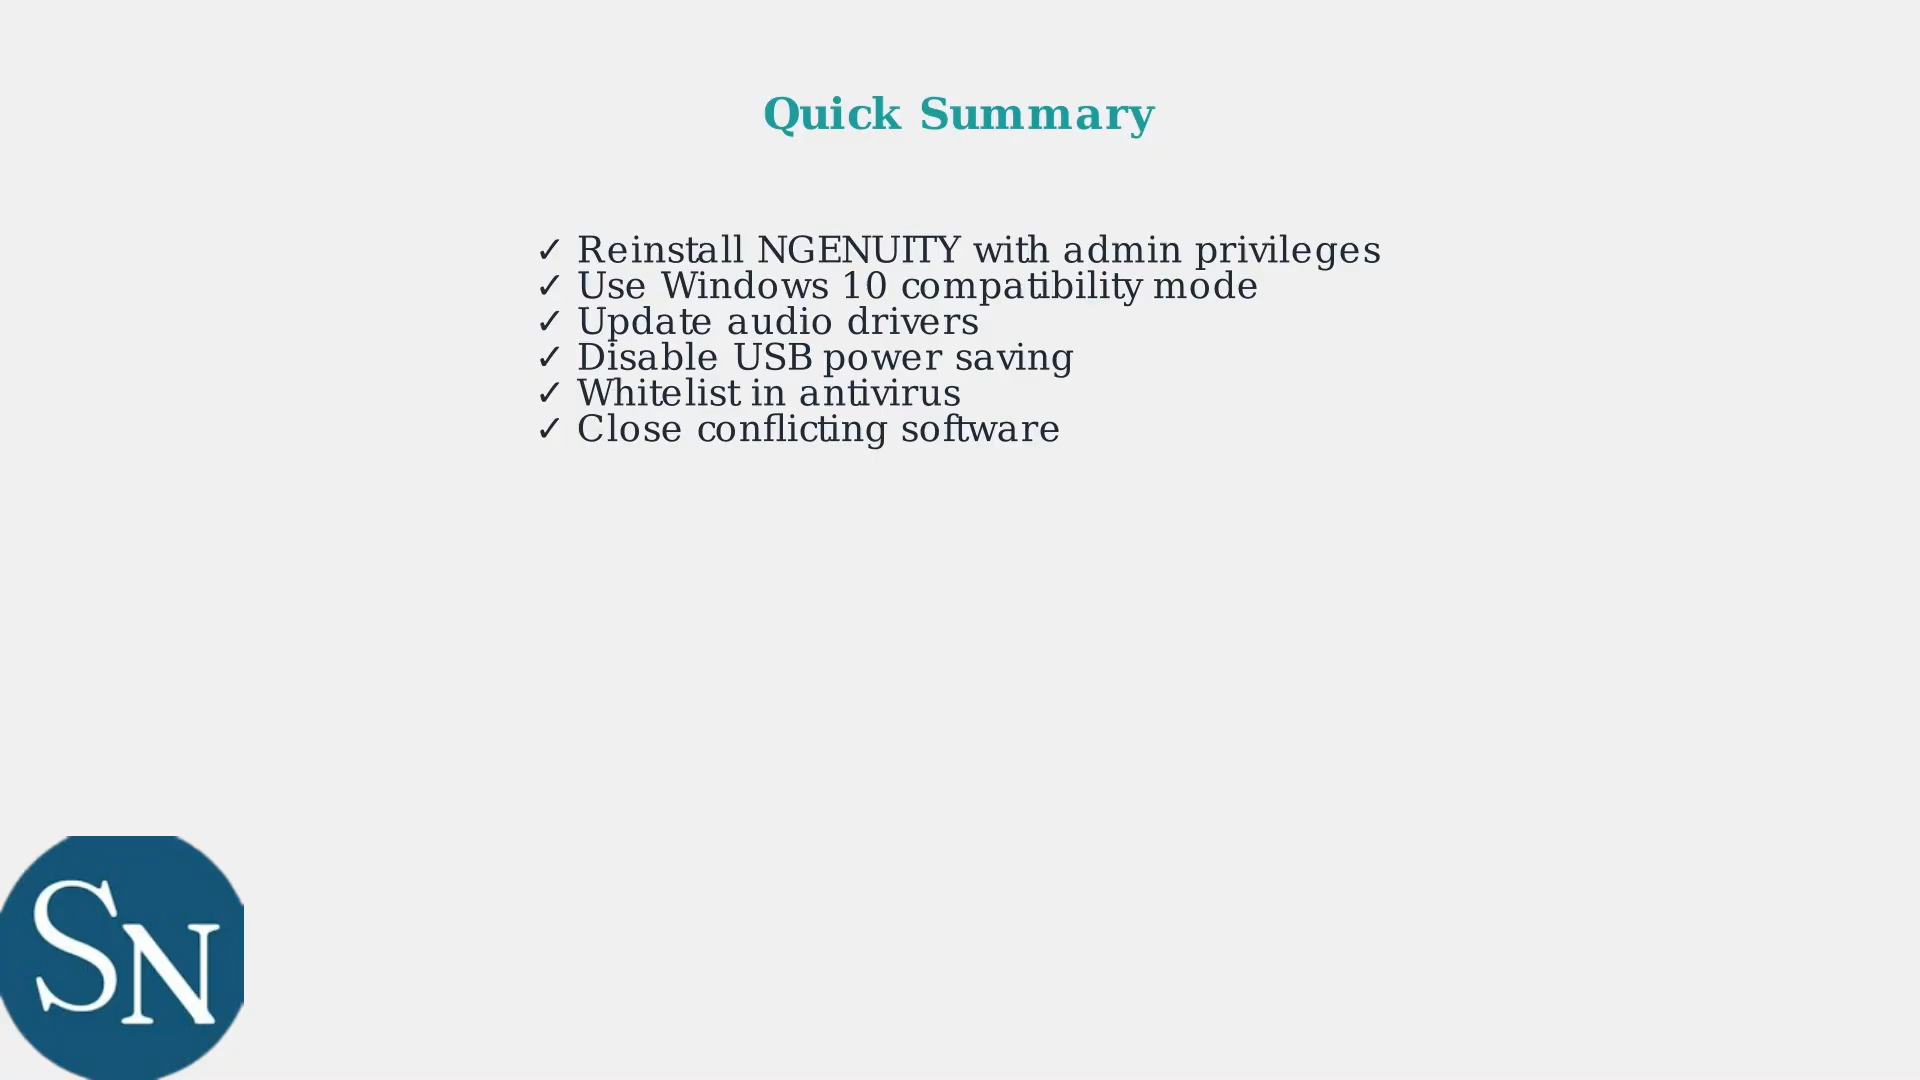 Quick Summary
✓ Reinstall NGENUITY with admin privileges
✓ Use Windows 10 compatibility mode
✓ Update audio drivers
✓ Disable USB power saving
✓ Whitelist in antivirus
✓ Close conflicting software
SN